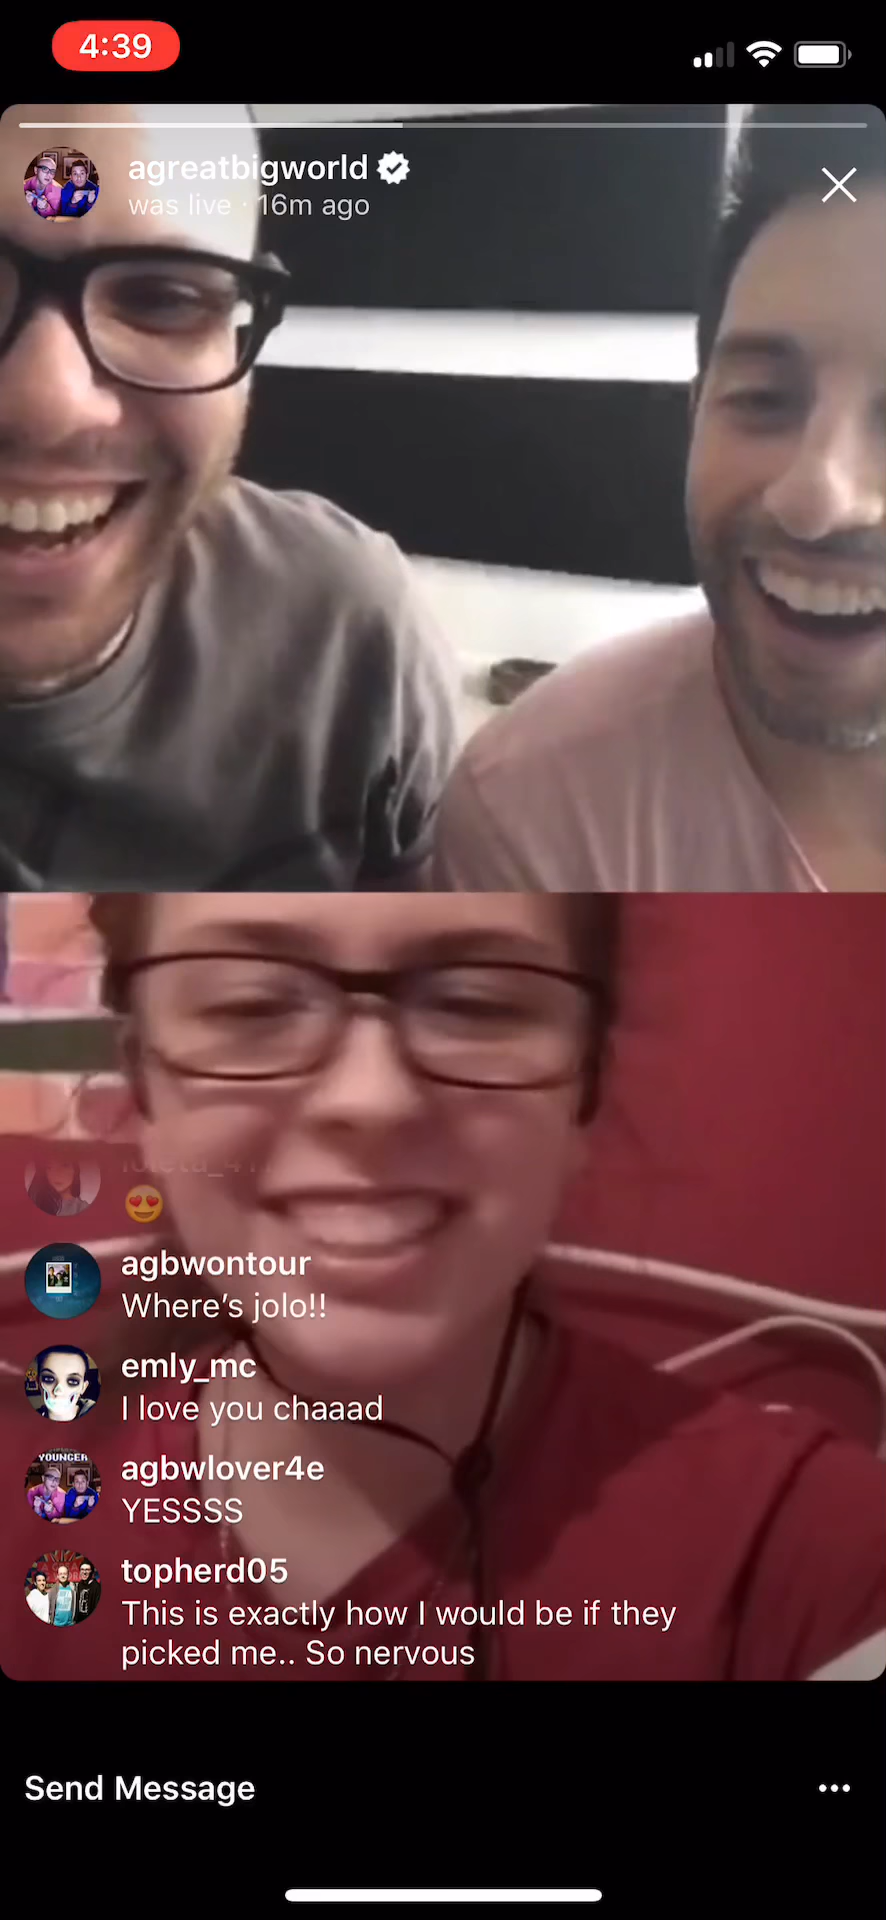 4:39
agreatbigworld
was live · 16m ago
agbwontour
Where's jolo!!
emly_mc
I love you chaaad
YOUNGER
agbwlover4e
YESSSS
topherd05
This is exactly how I would be if they
picked me.. So nervous
Send Message